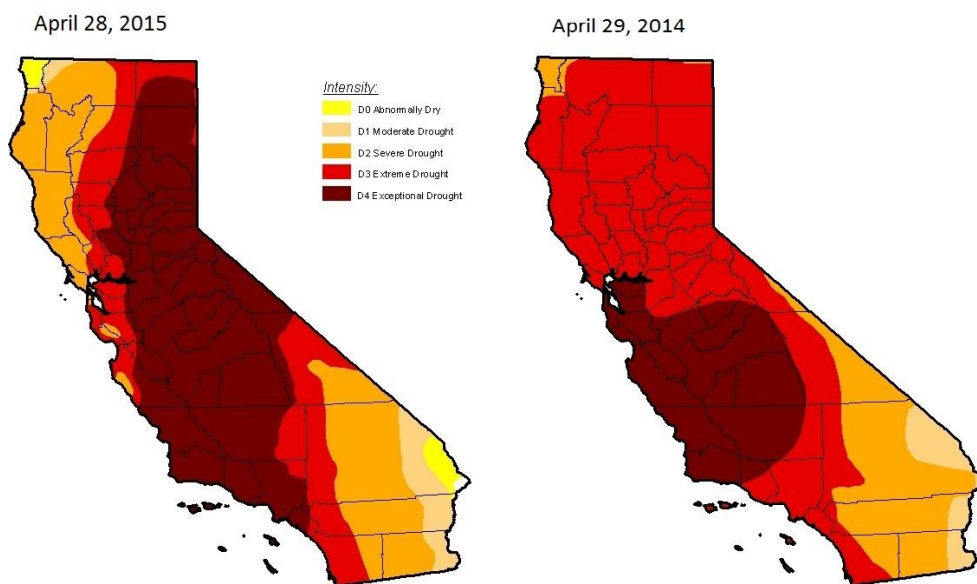 April 28, 2015
April 29, 2014
Intensity:
D0 Abnormally Dry
D1 Moderate Drought
D2 Severe Drought
D3 Extreme Drought
D4 Exceptional Drought